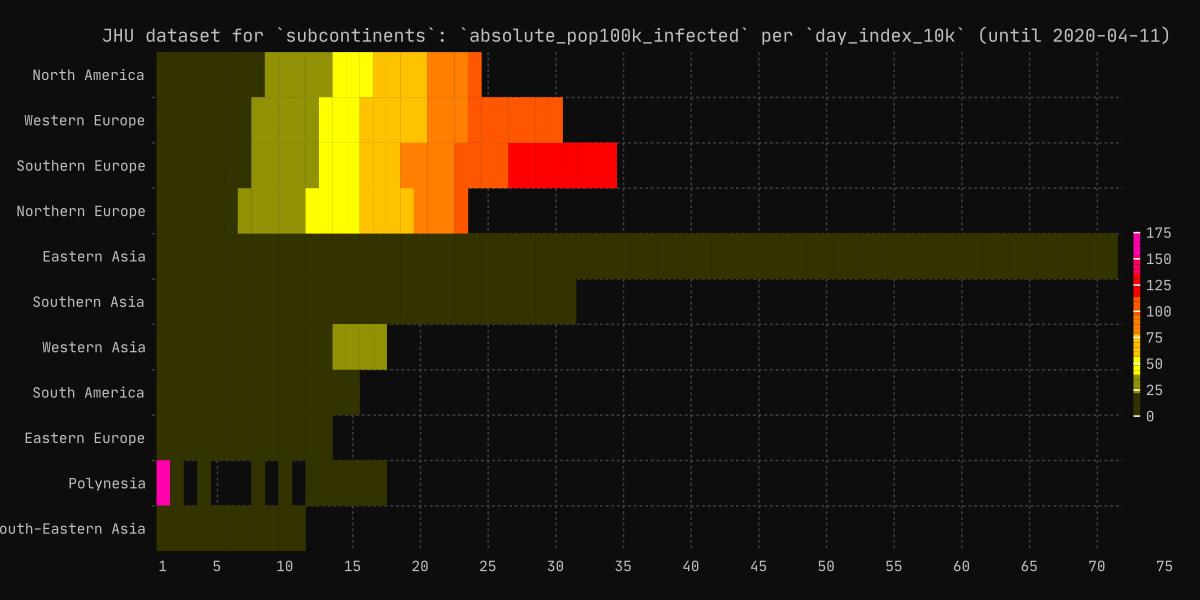 JHU dataset for `subcontinents`: `absolute_pop100k_infected` per `day_index_10k` (until 2020-04-11)
North America
Western Europe
Southern Europe
Northern Europe
Eastern Asia
Southern Asia
Western Asia
South America
Eastern Europe
Polynesia
outh-Eastern Asia
175
150
125
100
75
50
25
0
1 5 10 15 20 25 30 35 40 45 50 55 60 65 70 75